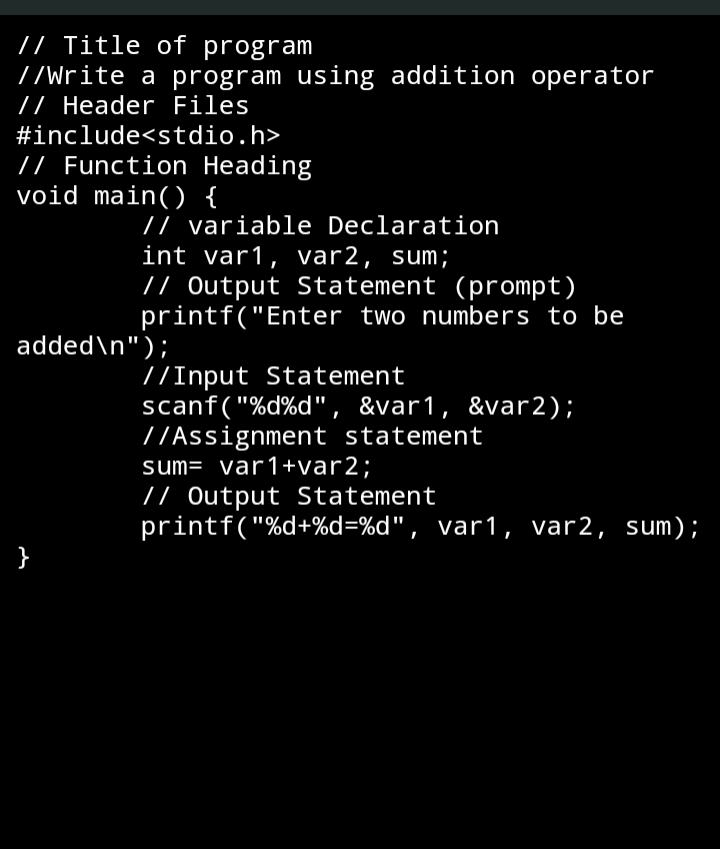 // Title of program
//Write a program using addition operator
// Header Files
#include<stdio.h>
// Function Heading
void main() {
        // variable Declaration
        int var1, var2, sum;
        // Output Statement (prompt)
        printf("Enter two numbers to be
added\n");
        //Input Statement
        scanf("%d%d", &var1, &var2);
        //Assignment statement
        sum= var1+var2;
        // Output Statement
        printf("%d+%d=%d", var1, var2, sum);
}